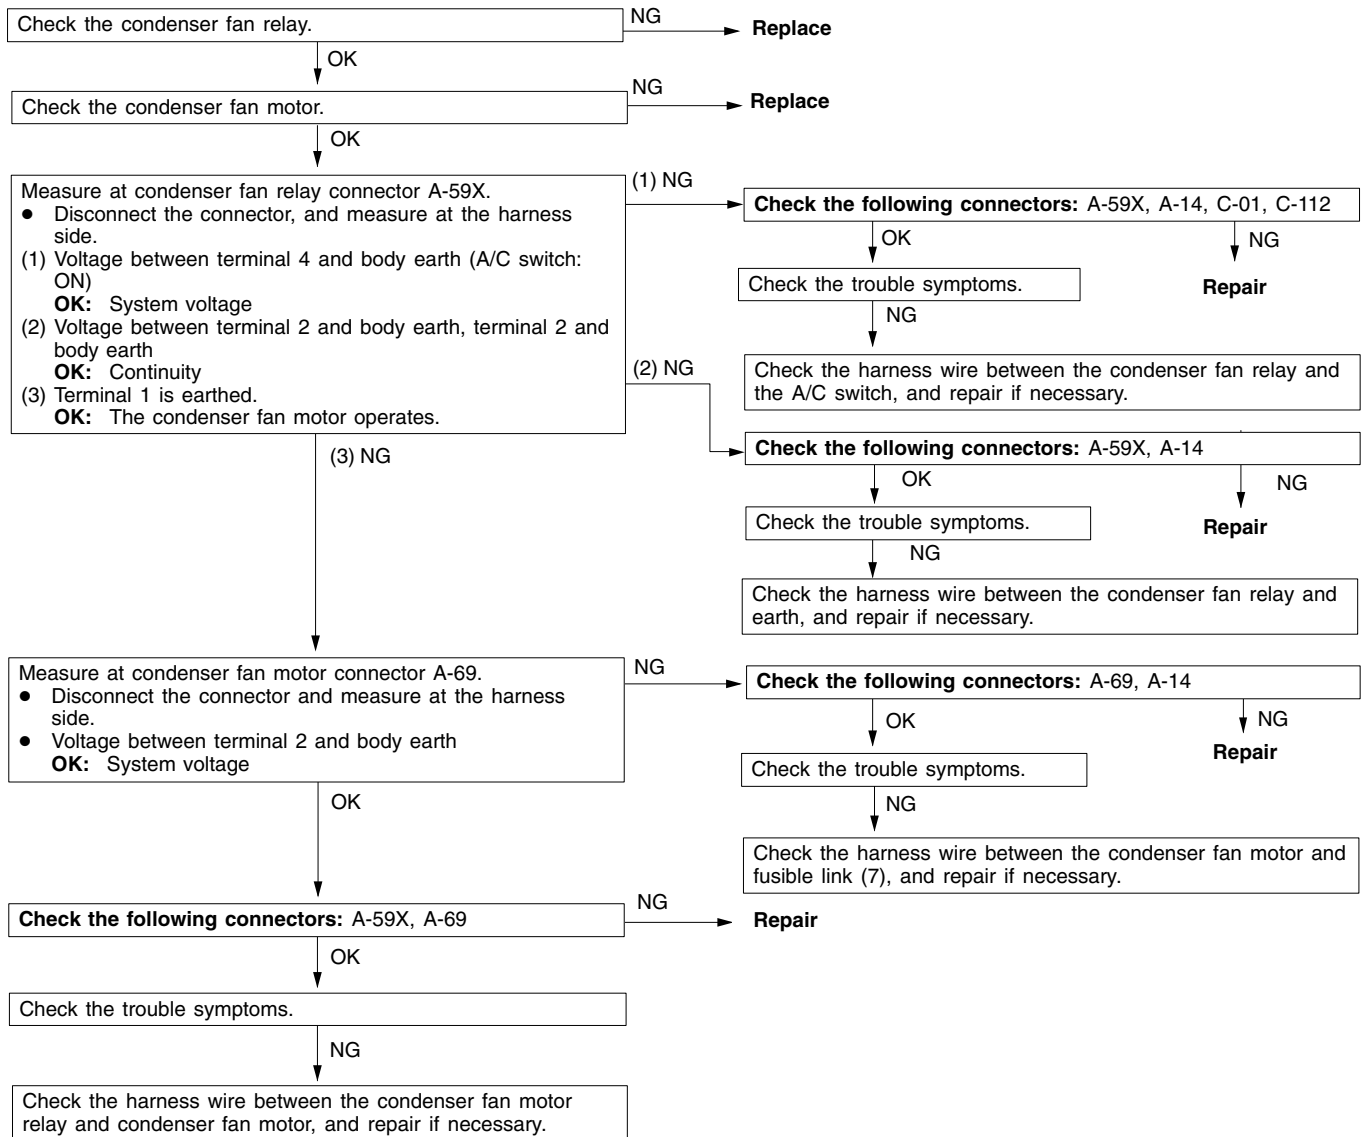 Check the condenser fan relay.
NG
Replace
OK
Check the condenser fan motor.
NG
Replace
OK
Measure at condenser fan relay connector A-59X.
● Disconnect the connector, and measure at the harness
side.
(1) Voltage between terminal 4 and body earth (A/C switch:
ON)
OK: System voltage
(2) Voltage between terminal 2 and body earth, terminal 2 and
body earth
OK: Continuity
(3) Terminal 1 is earthed.
OK: The condenser fan motor operates.
(1) NG
Check the following connectors: A-59X, A-14, C-01, C-112
OK
NG
Check the trouble symptoms.
Repair
NG
Check the harness wire between the condenser fan relay and
the A/C switch, and repair if necessary.
(2) NG
Check the following connectors: A-59X, A-14
OK
NG
Check the trouble symptoms.
Repair
NG
Check the harness wire between the condenser fan relay and
earth, and repair if necessary.
(3) NG
Measure at condenser fan motor connector A-69.
● Disconnect the connector and measure at the harness
side.
● Voltage between terminal 2 and body earth
OK: System voltage
NG
Check the following connectors: A-69, A-14
OK
NG
Check the trouble symptoms.
Repair
NG
Check the harness wire between the condenser fan motor and
fusible link (7), and repair if necessary.
OK
Check the following connectors: A-59X, A-69
NG
Repair
OK
Check the trouble symptoms.
NG
Check the harness wire between the condenser fan motor
relay and condenser fan motor, and repair if necessary.